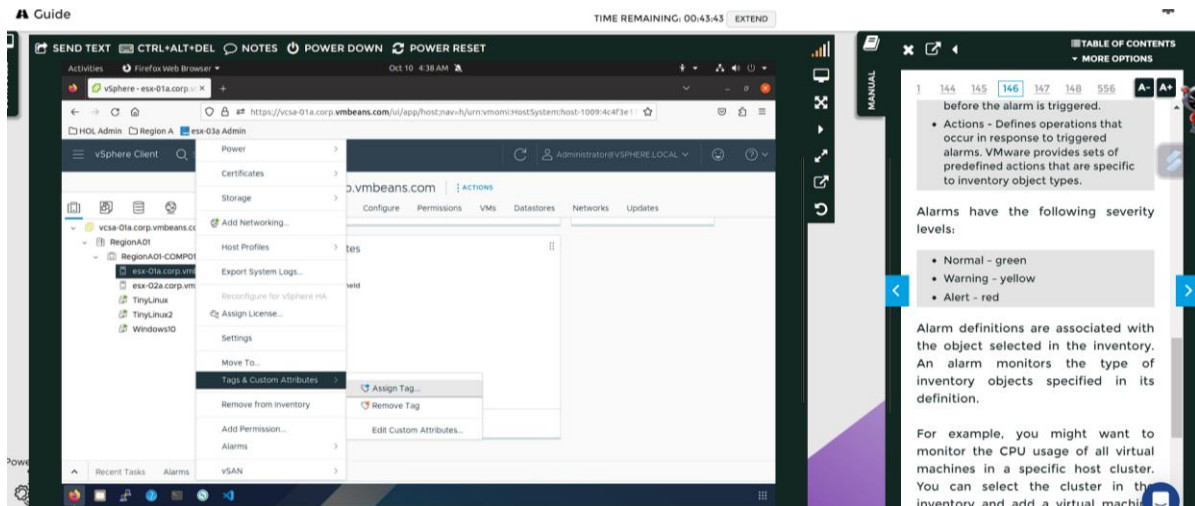 Guide
TIME REMAINING: 00:43:43 EXTEND
SEND TEXT CTRL+ALT+DEL NOTES POWER DOWN POWER RESET
Activities Firefox Web Browser Oct 10 4:38 AM
vSphere - esx-01a.corp.v
https://vcsa-01a.corp.vmbeans.com/ui/app/host;nav=h/urn:vmomi:HostSystem:host-1009:4c4f3e1
HOL Admin Region A esx-03a Admin
vSphere Client Administrator@VSPHERE.LOCAL
.vmbeans.com ACTIONS
Configure Permissions VMs Datastores Networks Updates
vcsa-01a.corp.vmbeans.co
RegionA01
RegionA01-COMP01
esx-01a.corp.vm
esx-02a.corp.vm
TinyLinux
TinyLinux2
Windows10
Power
Certificates
Storage
Add Networking...
Host Profiles
Export System Logs...
Reconfigure for vSphere HA
Assign License...
Settings
Move To...
Tags & Custom Attributes
Remove from Inventory
Add Permission...
Alarms
vSAN
Assign Tag...
Remove Tag
Edit Custom Attributes...
Recent Tasks Alarms
MANUAL
TABLE OF CONTENTS
MORE OPTIONS
1 144 145 146 147 148 556 A- A+
before the alarm is triggered.
• Actions - Defines operations that
occur in response to triggered
alarms. VMware provides sets of
predefined actions that are specific
to inventory object types.
Alarms have the following severity
levels:
• Normal - green
• Warning - yellow
• Alert - red
Alarm definitions are associated with
the object selected in the inventory.
An alarm monitors the type of
inventory objects specified in its
definition.
For example, you might want to
monitor the CPU usage of all virtual
machines in a specific host cluster.
You can select the cluster in the
inventory and add a virtual machin